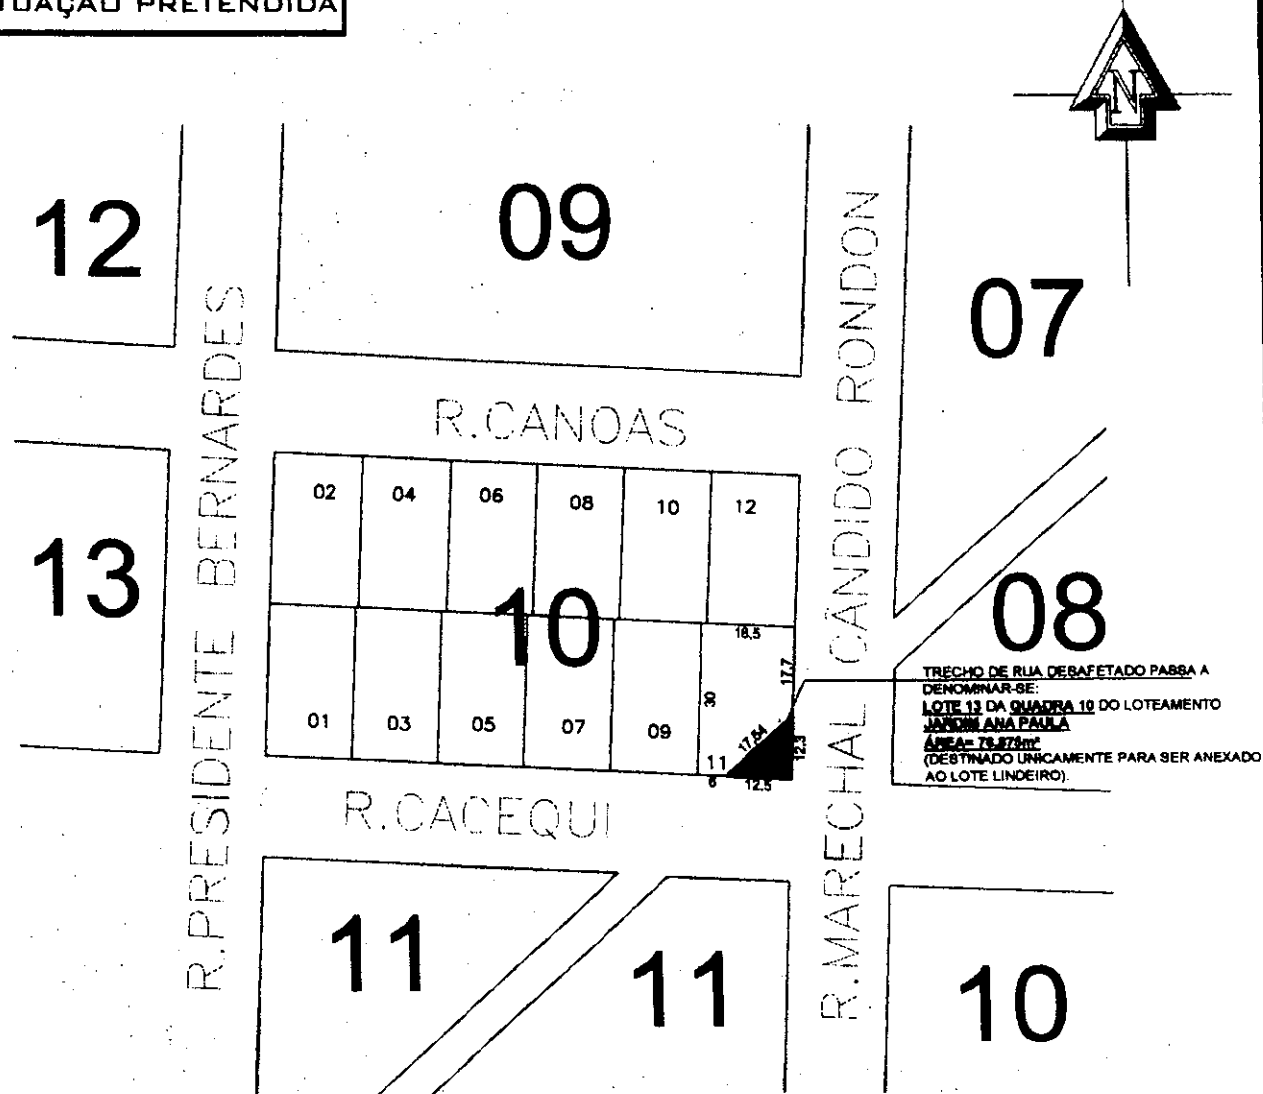 TUAÇÃO PRETENDIDA
N
12
09
07
R.CANOAS
02
04
06
08
10
12
13
10
08
18,5
17,7
30
17,54
12,3
01
03
05
07
09
11
6
12,5
TRECHO DE RUA DESAFETADO PASSA A
DENOMINAR-SE:
LOTE 13 DA QUADRA 10 DO LOTEAMENTO
JARDIM ANA PAULA
ÁREA=
(DESTINADO UNICAMENTE PARA SER ANEXADO
AO LOTE LINDEIRO).
R.CACEQUI
R.PRESIDENTE BERNARDES
R.MARECHAL CÂNDIDO RONDON
11
11
10